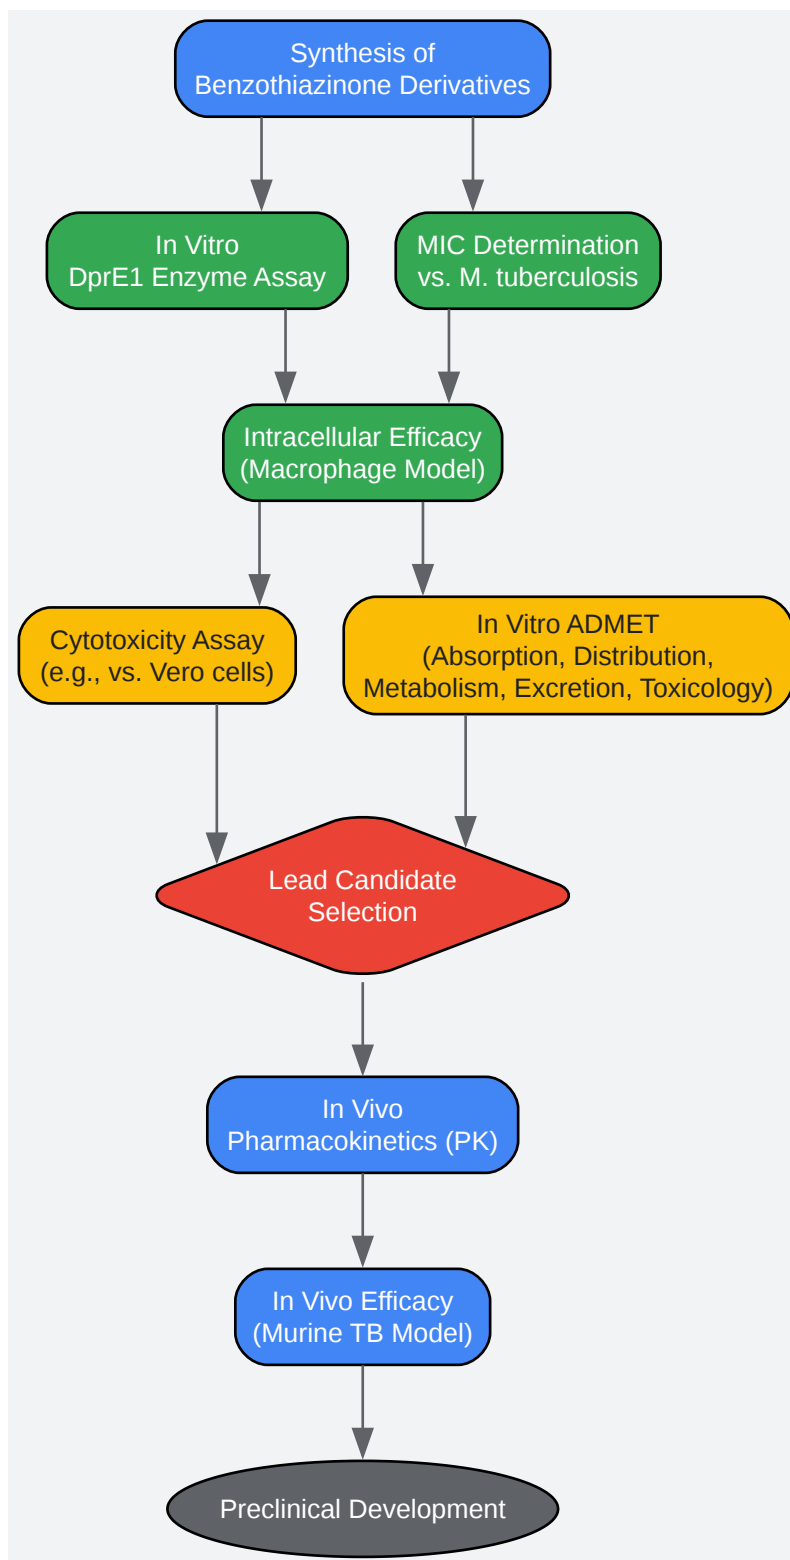 Synthesis of
Benzothiazinone Derivatives
In Vitro
DprE1 Enzyme Assay
MIC Determination
vs. M. tuberculosis
Intracellular Efficacy
(Macrophage Model)
Cytotoxicity Assay
(e.g., vs. Vero cells)
In Vitro ADMET
(Absorption, Distribution,
Metabolism, Excretion, Toxicology)
Lead Candidate
Selection
In Vivo
Pharmacokinetics (PK)
In Vivo Efficacy
(Murine TB Model)
Preclinical Development